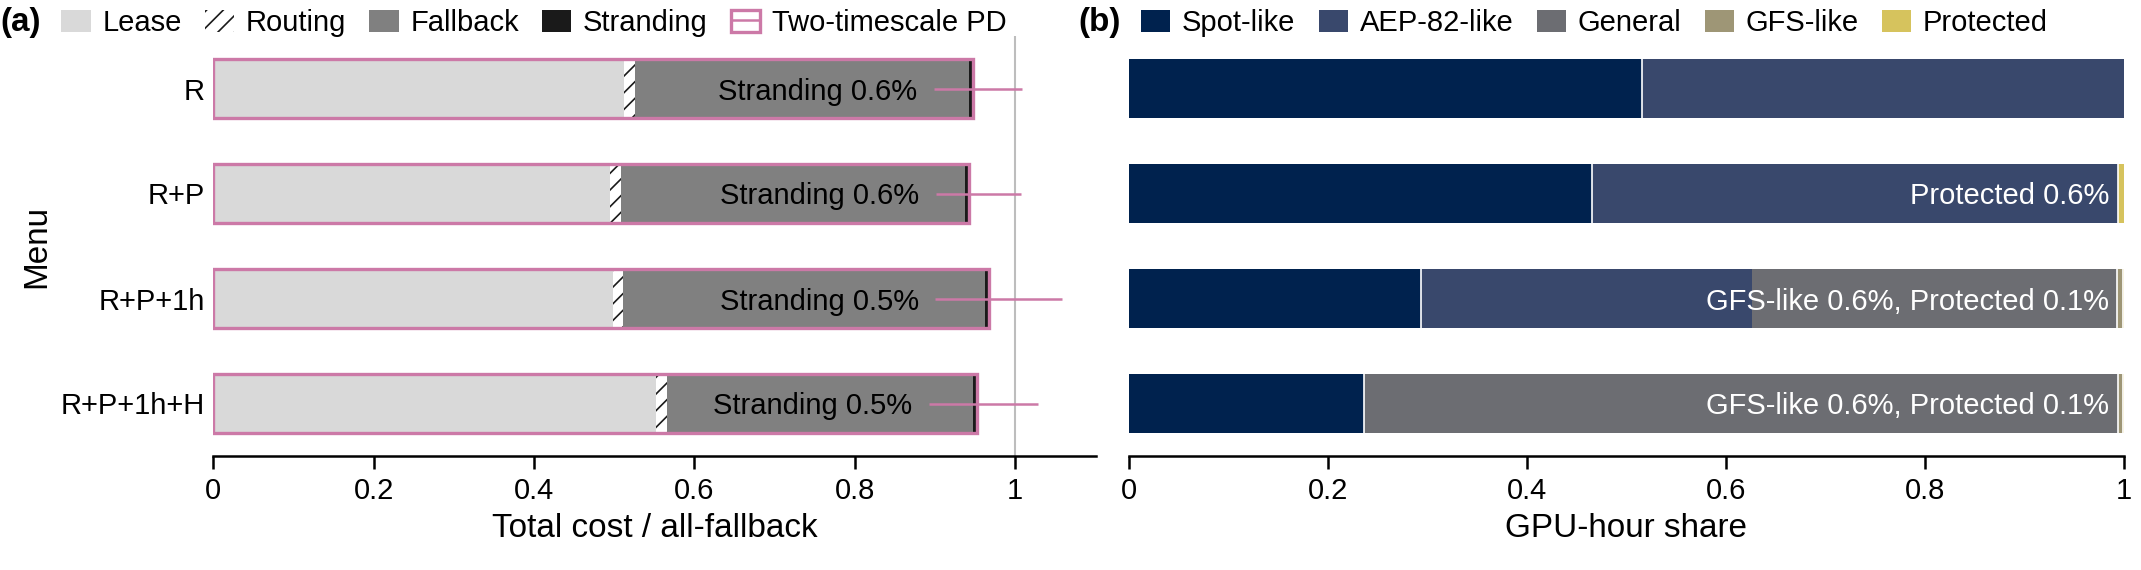 (a) Lease Routing Fallback Stranding Two-timescale PD
R Stranding 0.6%
R+P Stranding 0.6%
R+P+1h Stranding 0.5%
R+P+1h+H Stranding 0.5%
Menu
0 0.2 0.4 0.6 0.8 1
Total cost / all-fallback
(b) Spot-like AEP-82-like General GFS-like Protected
Protected 0.6%
GFS-like 0.6%, Protected 0.1%
GFS-like 0.6%, Protected 0.1%
0 0.2 0.4 0.6 0.8 1
GPU-hour share